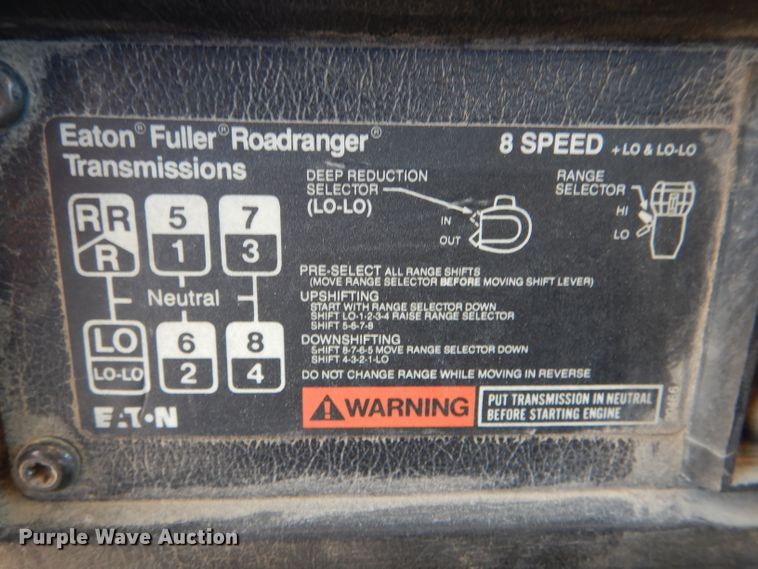 Eaton® Fuller® Roadranger®
Transmissions
8 SPEED + LO & LO-LO
DEEP REDUCTION
SELECTOR
(LO-LO)
IN
OUT
RANGE
SELECTOR
HI
LO
R R 5 7
R 1 3
Neutral
LO 6 8
LO-LO 2 4
PRE-SELECT ALL RANGE SHIFTS
(MOVE RANGE SELECTOR BEFORE MOVING SHIFT LEVER)
UPSHIFTING
START WITH RANGE SELECTOR DOWN
SHIFT LO-1-2-3-4 RAISE RANGE SELECTOR
SHIFT 5-6-7-8
DOWNSHIFTING
SHIFT 8-7-6-5 MOVE RANGE SELECTOR DOWN
SHIFT 4-3-2-1-LO
DO NOT CHANGE RANGE WHILE MOVING IN REVERSE
EATON
WARNING
PUT TRANSMISSION IN NEUTRAL
BEFORE STARTING ENGINE
Purple Wave Auction